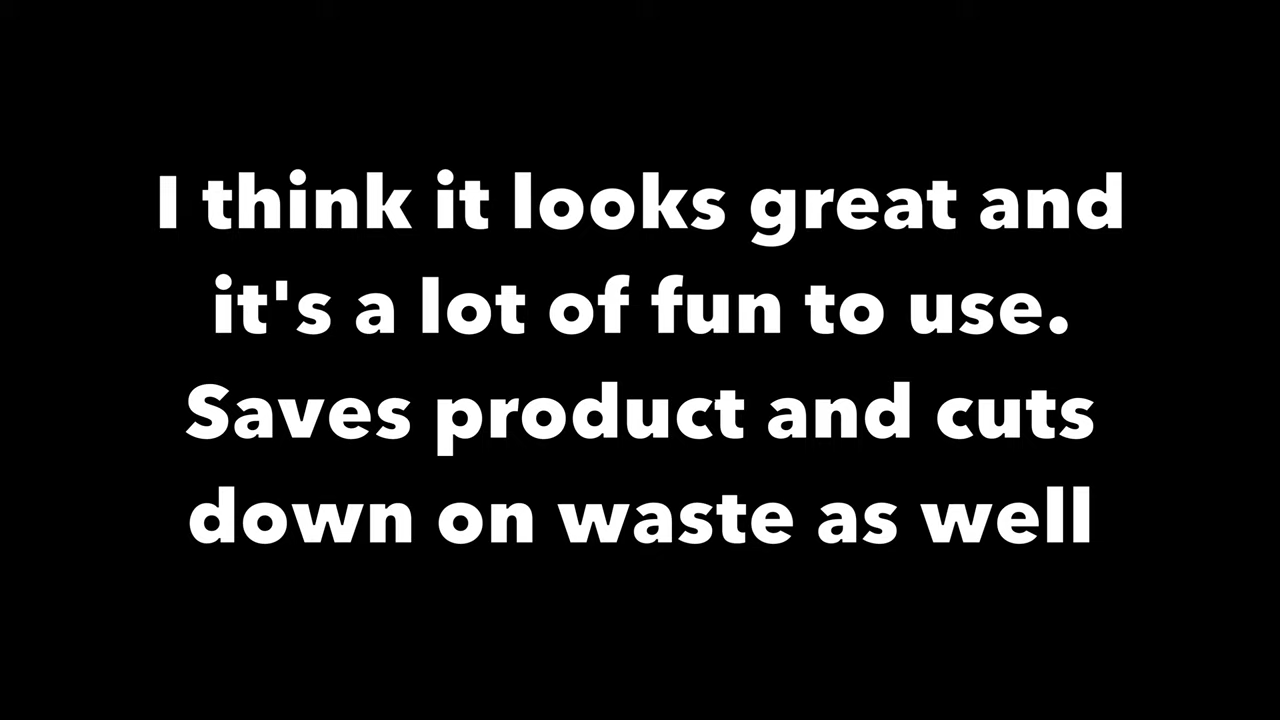 I think it looks great and
it's a lot of fun to use.
Saves product and cuts
down on waste as well